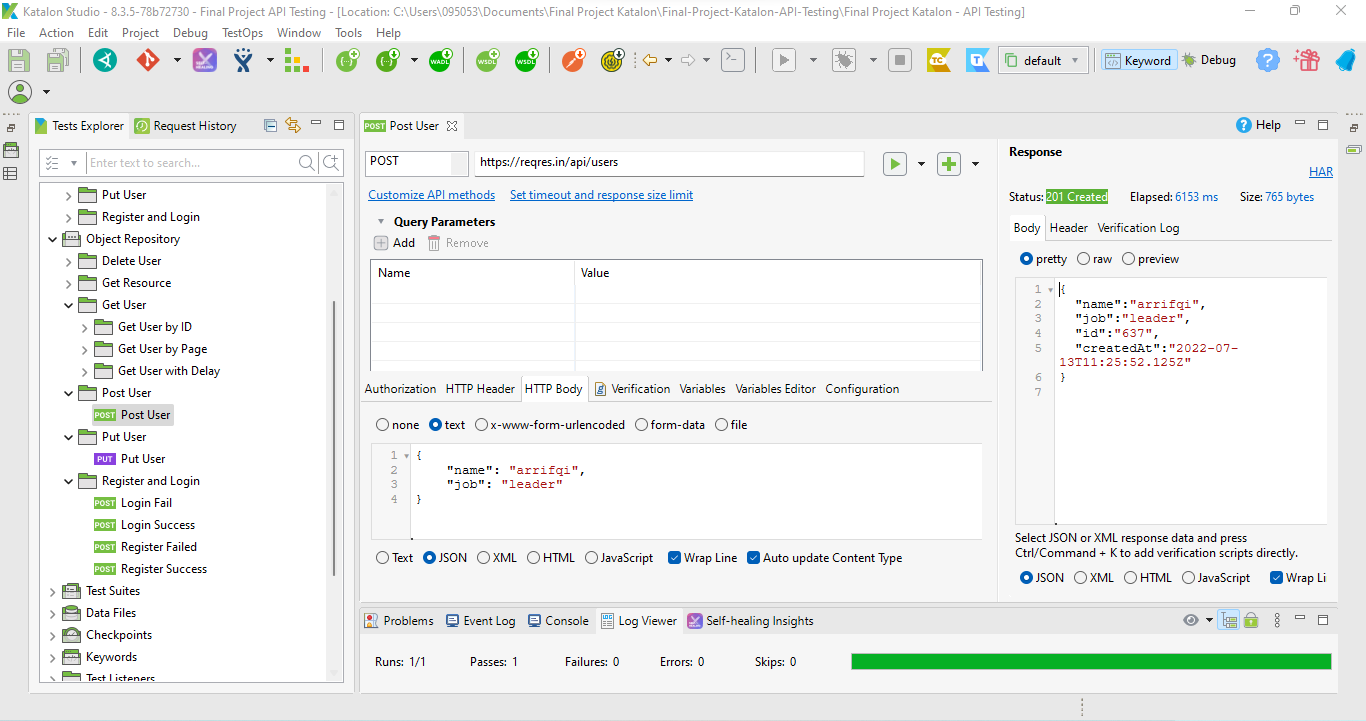 Katalon Studio - 8.3.5-78b72730 - Final Project API Testing - [Location: C:\Users\095053\Documents\Final Project Katalon\Final-Project-Katalon-API-Testing\Final Project Katalon - API Testing]
File Action Edit Project Debug TestOps Window Tools Help
WADL WSDL WSDL TC T default Keyword Debug
Tests Explorer Request History
Enter text to search...
Put User
Register and Login
Object Repository
Delete User
Get Resource
Get User
Get User by ID
Get User by Page
Get User with Delay
Post User
POST Post User
Put User
PUT Put User
Register and Login
POST Login Fail
POST Login Success
POST Register Failed
POST Register Success
Test Suites
Data Files
Checkpoints
Keywords
Test Listeners
POST Post User
Help
POST https://reqres.in/api/users
Customize API methods Set timeout and response size limit
Query Parameters
Add Remove
Name Value
Authorization HTTP Header HTTP Body Verification Variables Variables Editor Configuration
none text x-www-form-urlencoded form-data file
1 {
2 "name": "arrifqi",
3 "job": "leader"
4 }
Text JSON XML HTML JavaScript Wrap Line Auto update Content Type
Response
HAR
Status: 201 Created Elapsed: 6153 ms Size: 765 bytes
Body Header Verification Log
pretty raw preview
1 {
2 "name":"arrifqi",
3 "job":"leader",
4 "id":"637",
5 "createdAt":"2022-07-
13T11:25:52.125Z"
6 }
7
Select JSON or XML response data and press
Ctrl/Command + K to add verification scripts directly.
JSON XML HTML JavaScript Wrap Li
Problems Event Log Console Log Viewer Self-healing Insights
Runs: 1/1 Passes: 1 Failures: 0 Errors: 0 Skips: 0